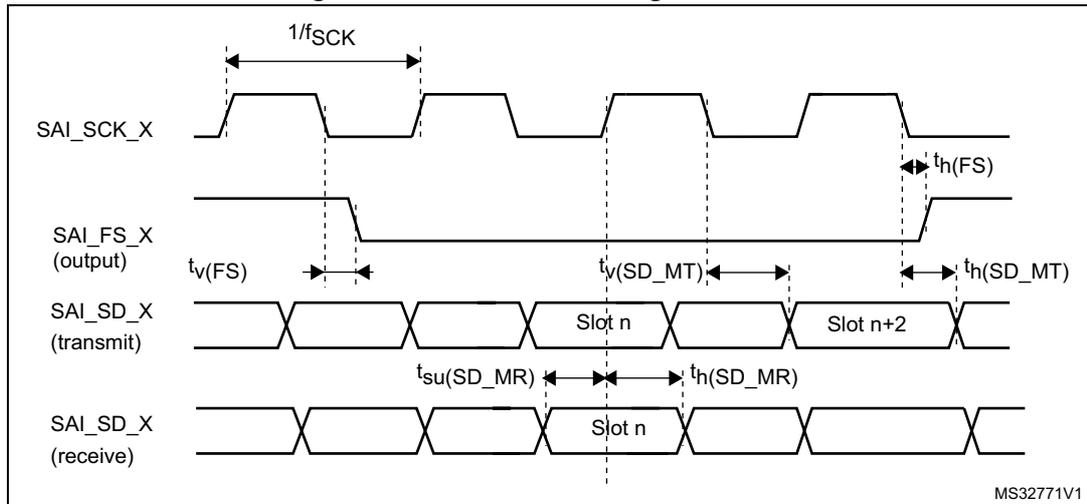 1/fSCK
SAI_SCK_X
th(FS)
SAI_FS_X
(output)
tv(FS)
tv(SD_MT)
th(SD_MT)
SAI_SD_X
(transmit)
Slot n
Slot n+2
tsu(SD_MR)
th(SD_MR)
SAI_SD_X
(receive)
Slot n
MS32771V1